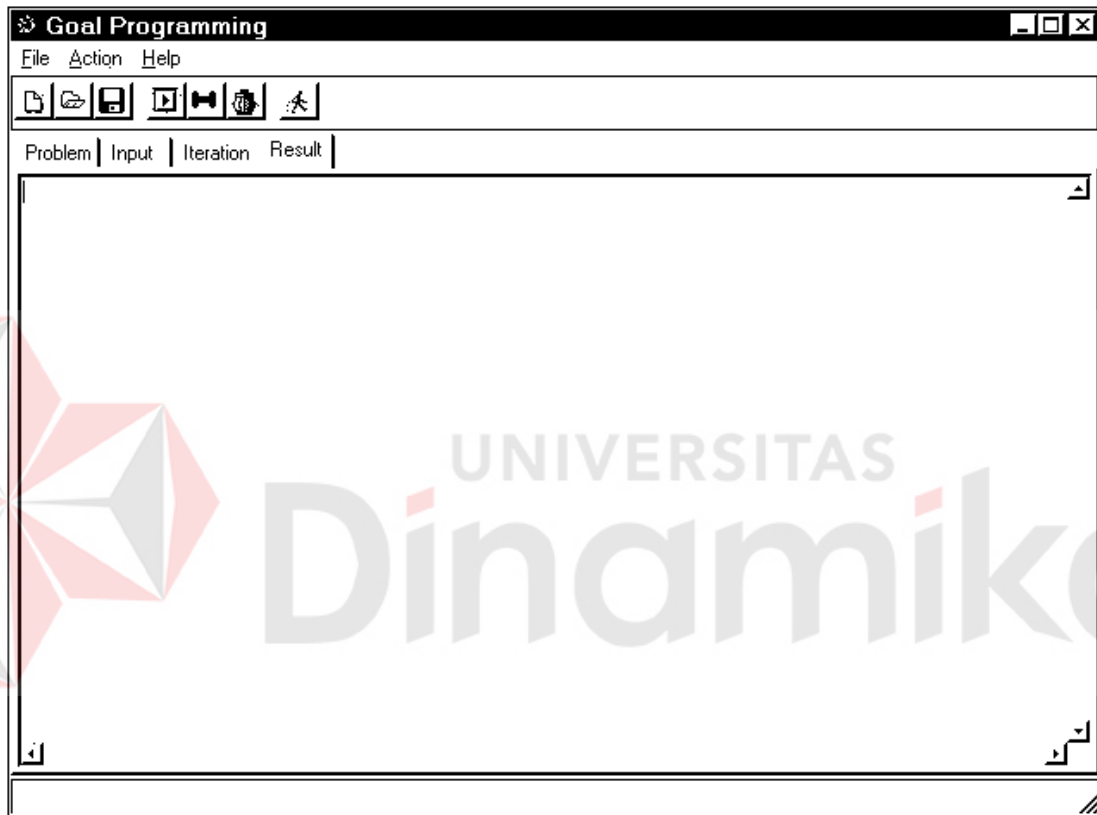 Goal Programming
File Action Help
Problem Input Iteration Result
UNIVERSITAS
Dinamika